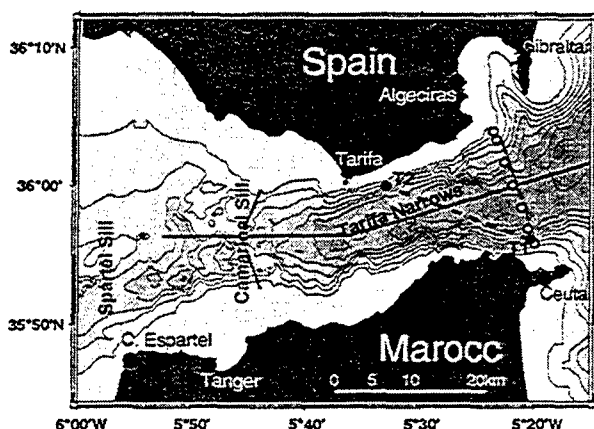 36°10'N
36°00'N
35°50'N
Spain
Gibraltar
Algeciras
Tarifa
T2
Tarifa Narrows
Camarinal Sill
Spartel Sill
Ceuta
C. Espartel
Tanger
Marocc
0 10 20km
6°00'W 5°50' 5°40' 5°30' 5°20'W